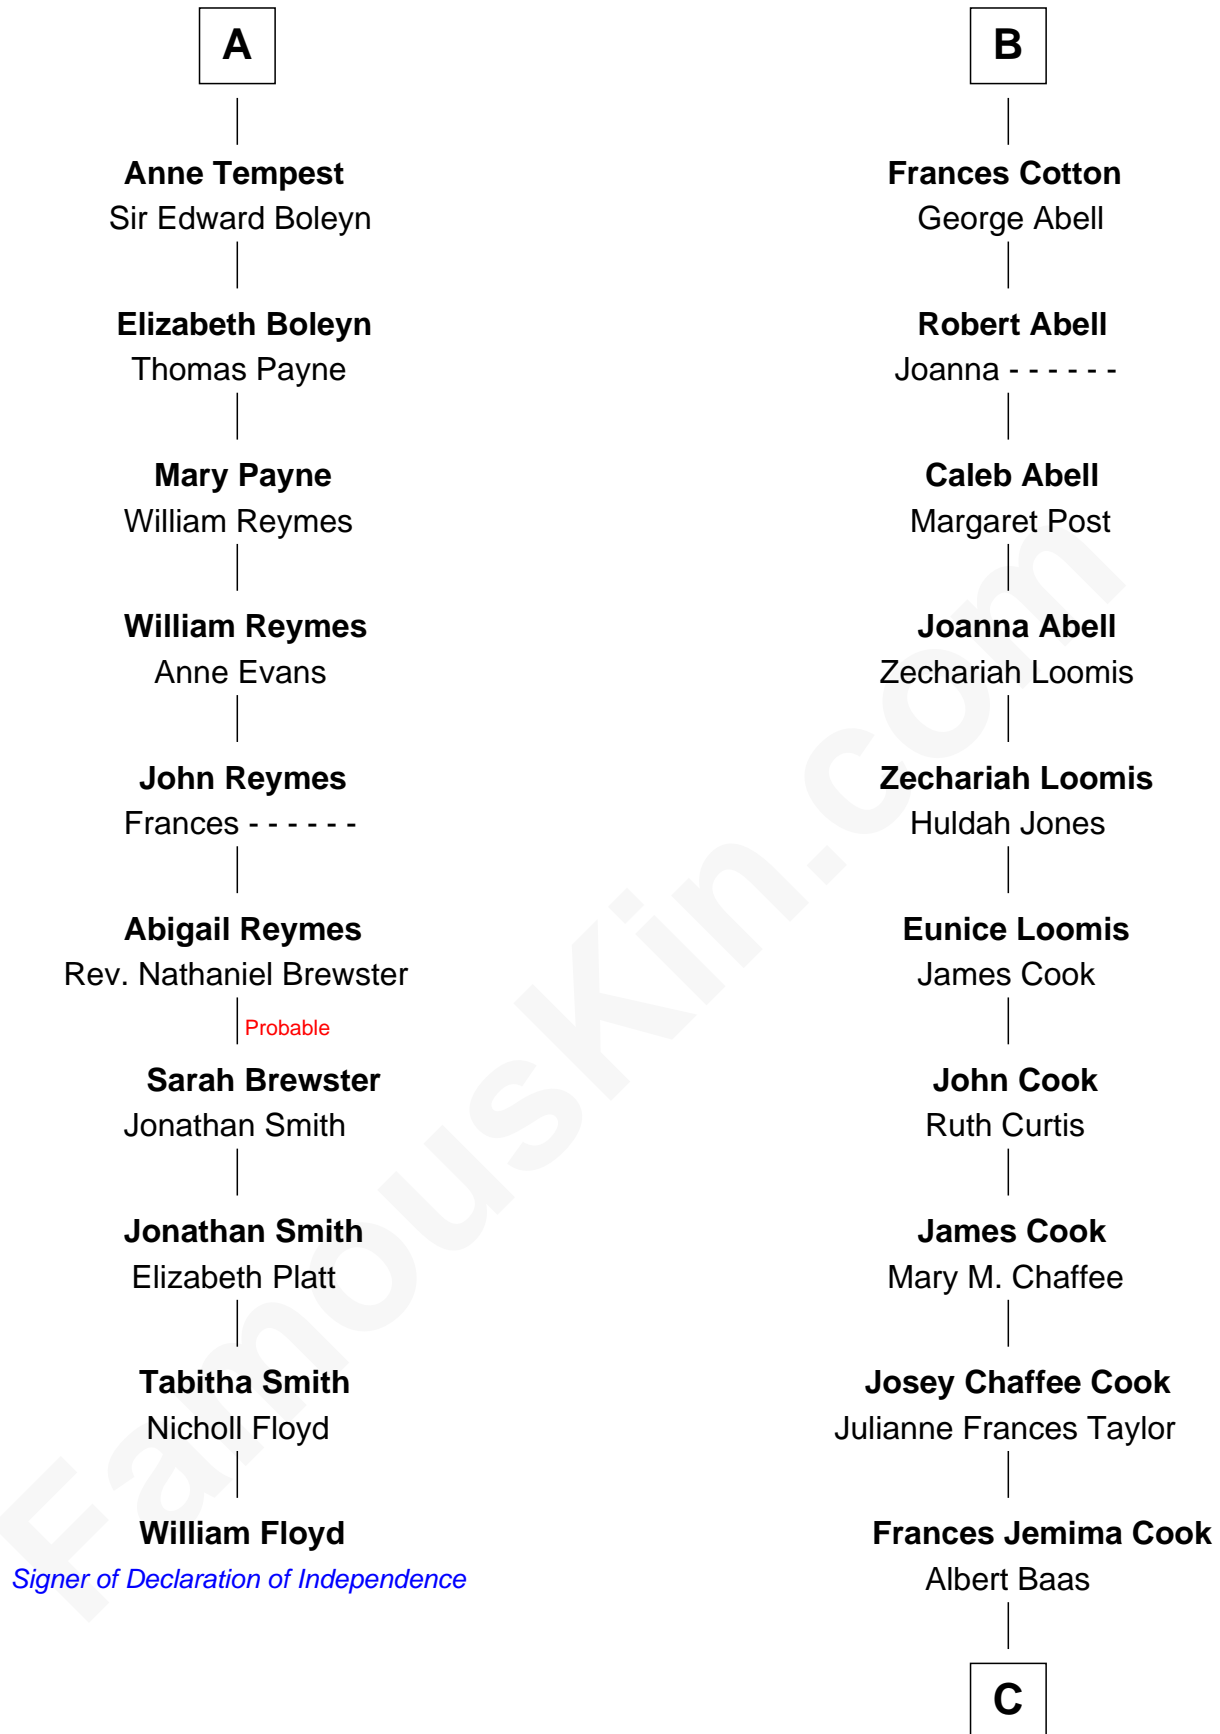 A
Anne Tempest
Sir Edward Boleyn
Elizabeth Boleyn
Thomas Payne
Mary Payne
William Reymes
William Reymes
Anne Evans
John Reymes
Frances - - - - - -
Abigail Reymes
Rev. Nathaniel Brewster
Probable
Sarah Brewster
Jonathan Smith
Jonathan Smith
Elizabeth Platt
Tabitha Smith
Nicholl Floyd
William Floyd
Signer of Declaration of Independence
B
Frances Cotton
George Abell
Robert Abell
Joanna - - - - - -
Caleb Abell
Margaret Post
Joanna Abell
Zechariah Loomis
Zechariah Loomis
Huldah Jones
Eunice Loomis
James Cook
John Cook
Ruth Curtis
James Cook
Mary M. Chaffee
Josey Chaffee Cook
Julianne Frances Taylor
Frances Jemima Cook
Albert Baas
C
FamousKin.com